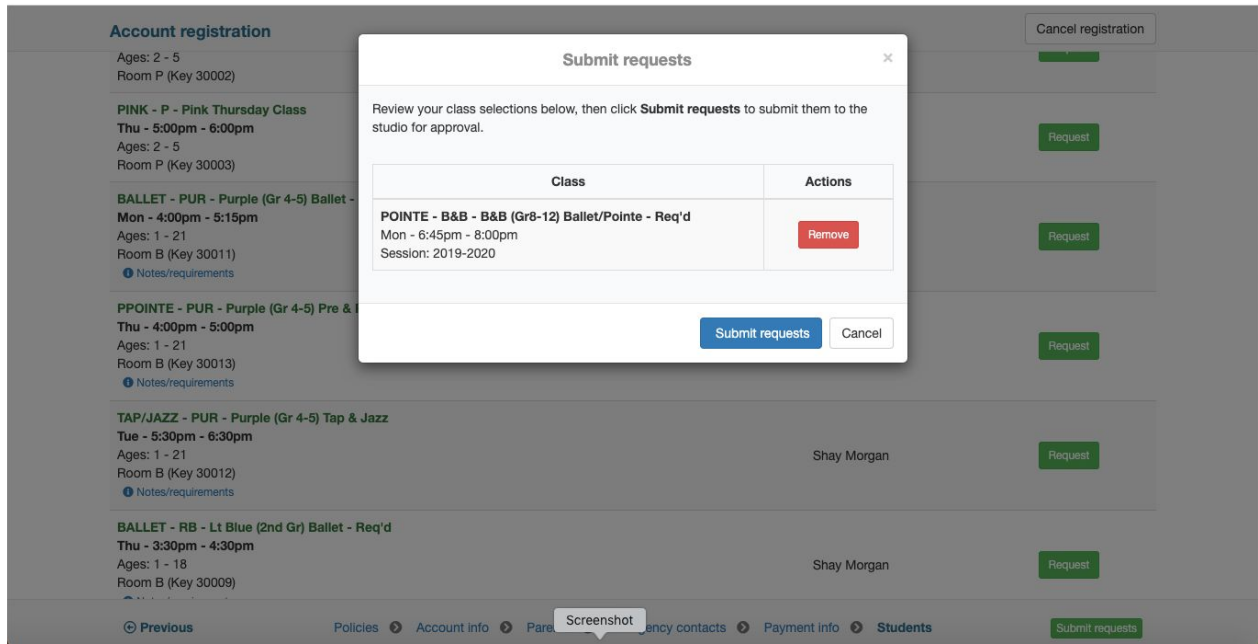 Account registration
Cancel registration
Ages: 2 - 5
Room P (Key 30002)
PINK - P - Pink Thursday Class
Thu - 5:00pm - 6:00pm
Ages: 2 - 5
Room P (Key 30003)
Request
BALLET - PUR - Purple (Gr 4-5) Ballet -
Mon - 4:00pm - 5:15pm
Ages: 1 - 21
Room B (Key 30011)
Notes/requirements
Request
PPOINTE - PUR - Purple (Gr 4-5) Pre &
Thu - 4:00pm - 5:00pm
Ages: 1 - 21
Room B (Key 30013)
Notes/requirements
Request
TAP/JAZZ - PUR - Purple (Gr 4-5) Tap & Jazz
Tue - 5:30pm - 6:30pm
Ages: 1 - 21
Room B (Key 30012)
Notes/requirements
Shay Morgan
Request
BALLET - RB - Lt Blue (2nd Gr) Ballet - Req'd
Thu - 3:30pm - 4:30pm
Ages: 1 - 18
Room B (Key 30009)
Shay Morgan
Request
Submit requests
×
Review your class selections below, then click Submit requests to submit them to the
studio for approval.
Class Actions
POINTE - B&B - B&B (Gr8-12) Ballet/Pointe - Req'd
Mon - 6:45pm - 8:00pm
Session: 2019-2020
Remove
Submit requests Cancel
Previous
Policies Account info Screenshot contacts Payment info Students
Submit requests